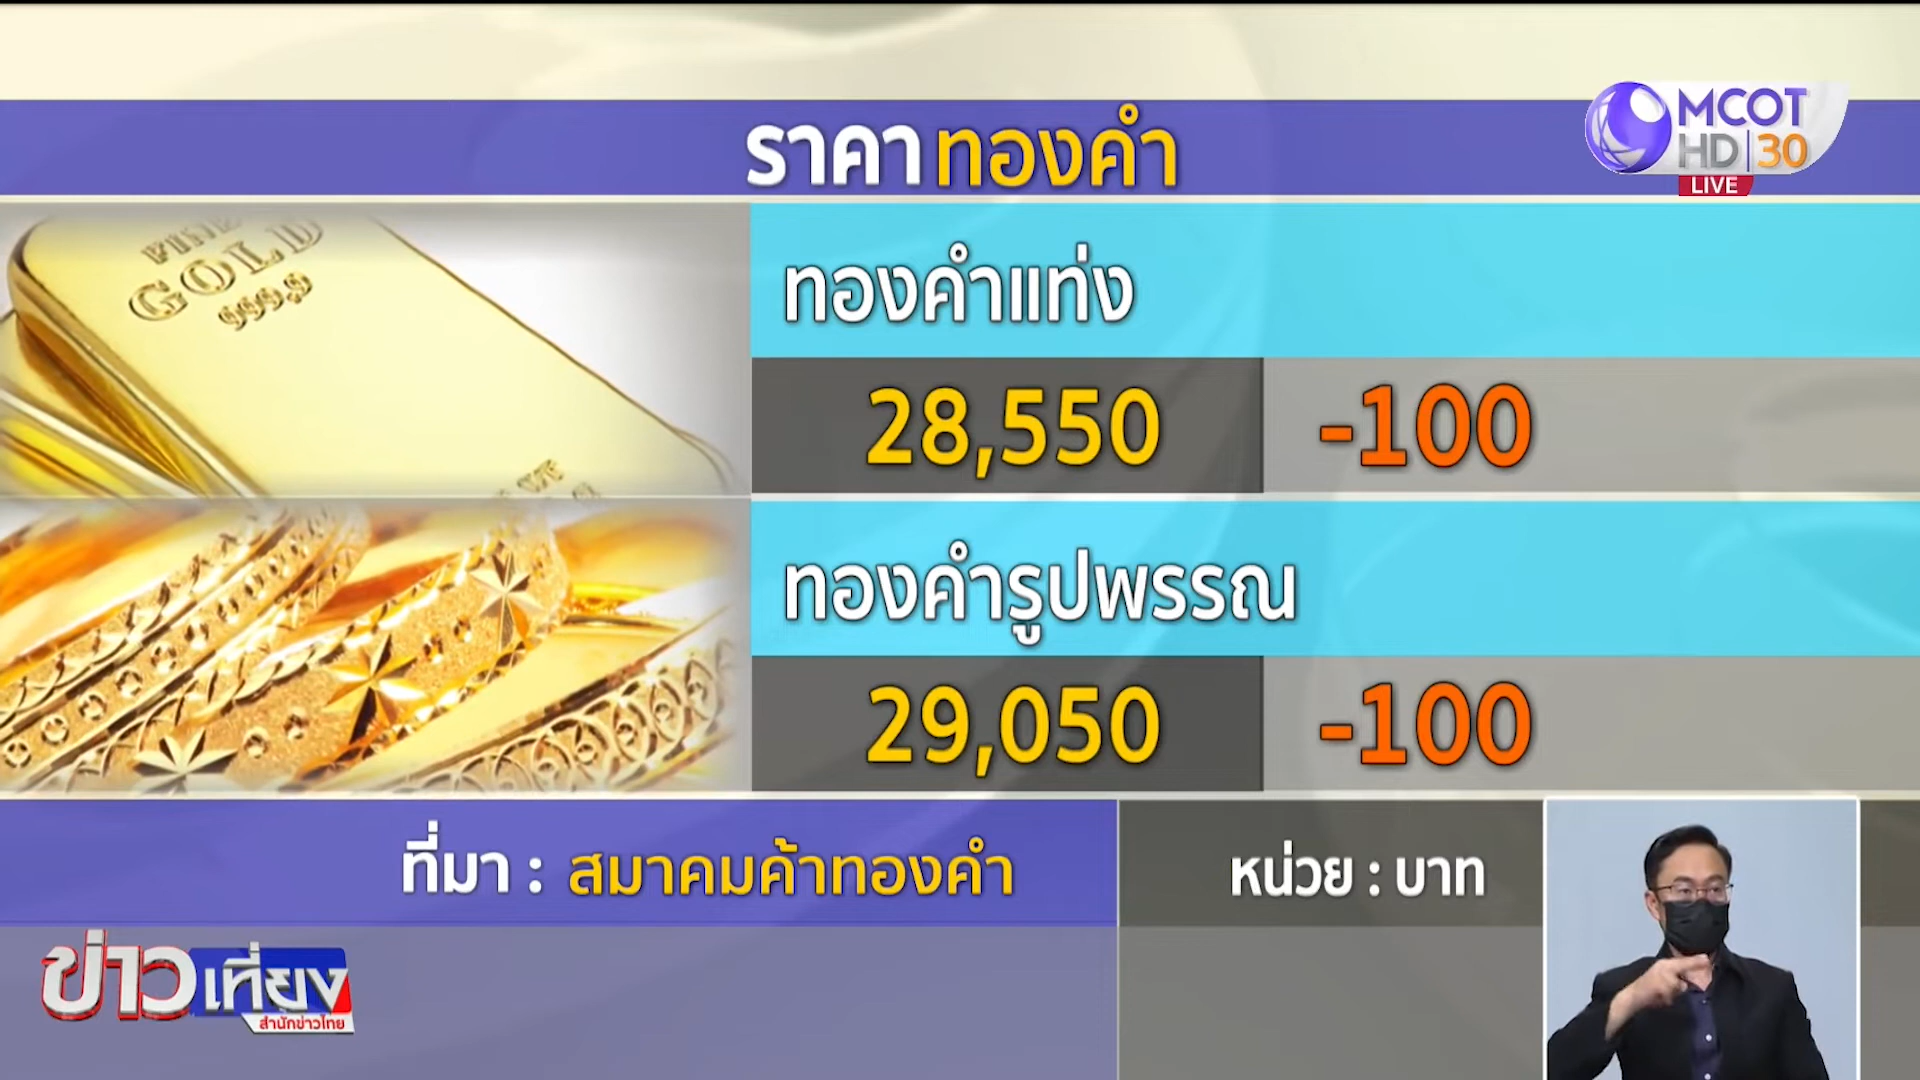 MCOT
HD 30
LIVE
ราคาทองคำ
FINE
GOLD
999.9
ทองคำแท่ง
28,550 -100
ทองคำรูปพรรณ
29,050 -100
ที่มา : สมาคมค้าทองคำ
หน่วย : บาท
ข่าวเที่ยง
สำนักข่าวไทย